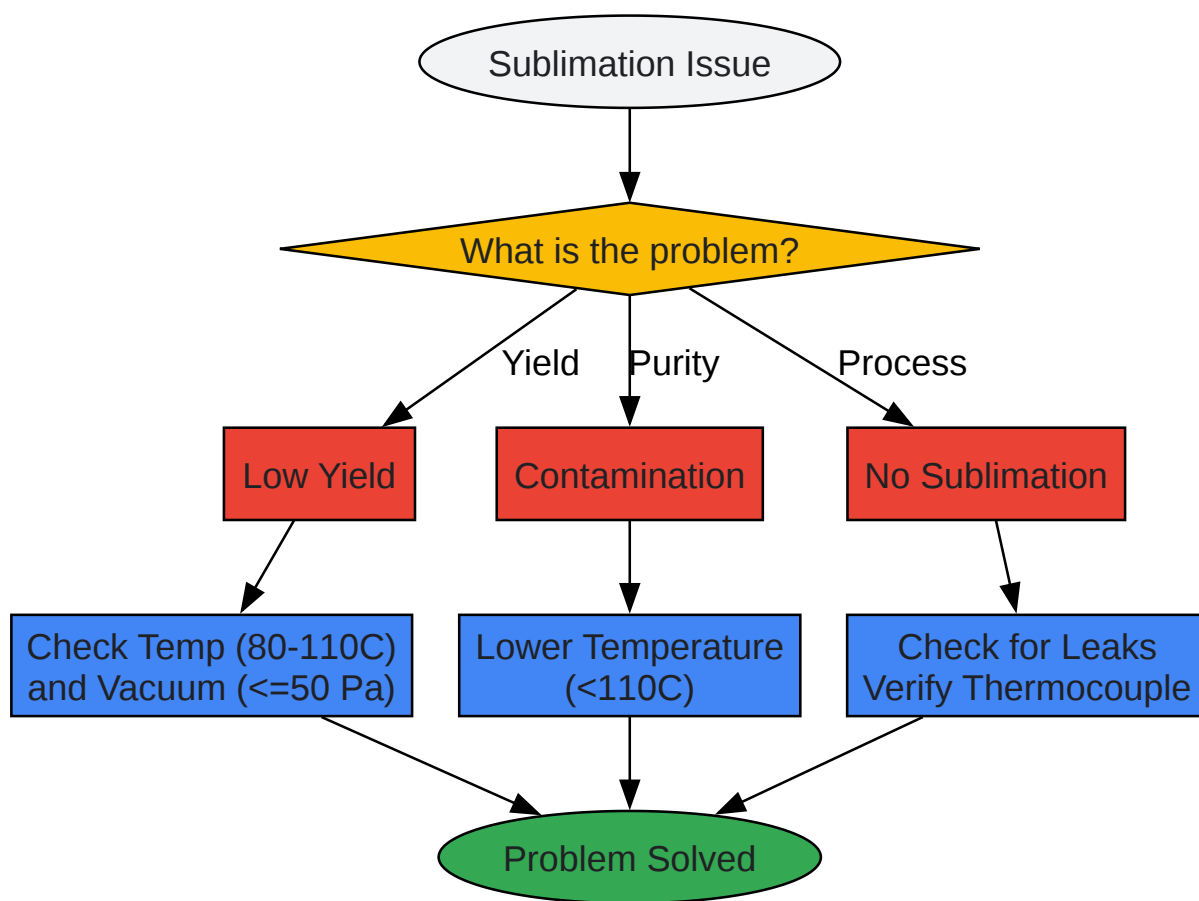 Sublimation Issue
What is the problem?
Yield
Purity
Process
Low Yield
Contamination
No Sublimation
Check Temp (80-110C)
and Vacuum (<=50 Pa)
Lower Temperature
(<110C)
Check for Leaks
Verify Thermocouple
Problem Solved